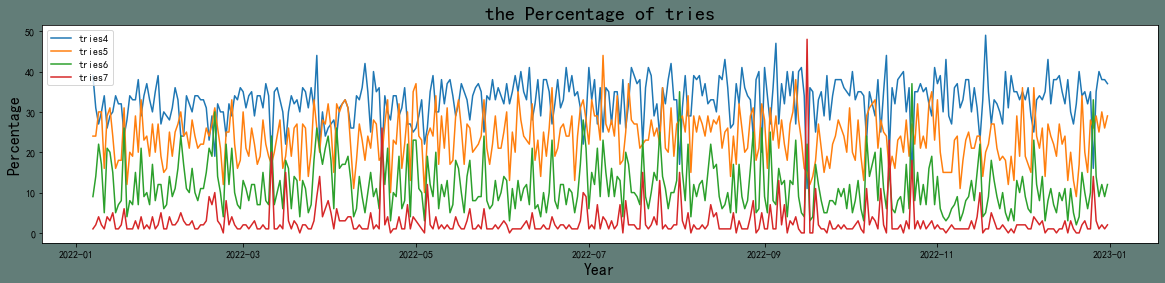 the Percentage of tries
tries4
tries5
tries6
tries7
50
40
30
20
10
0
Percentage
2022-01
2022-03
2022-05
2022-07
2022-09
2022-11
2023-01
Year